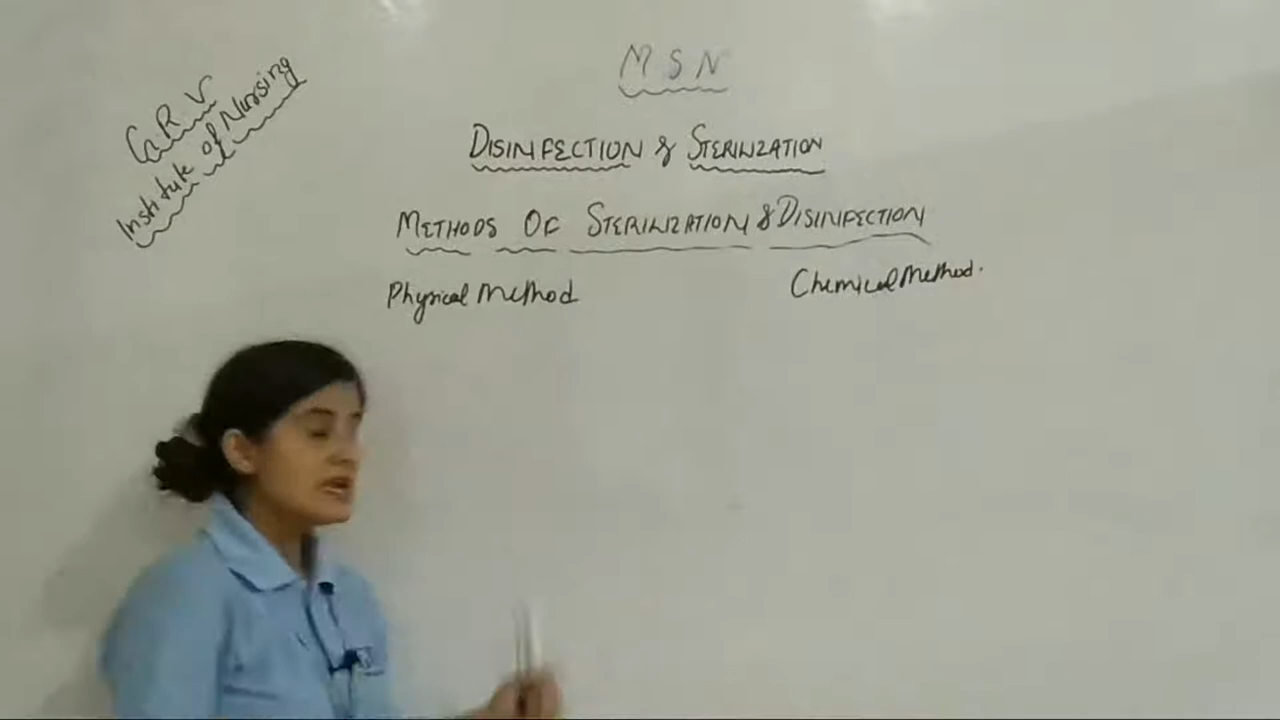 G R V
Institute of Nursing
M S N
DISINFECTION & STERILIZATION
METHODS OF STERILIZATION & DISINFECTION
Physical Method
Chemical Method.